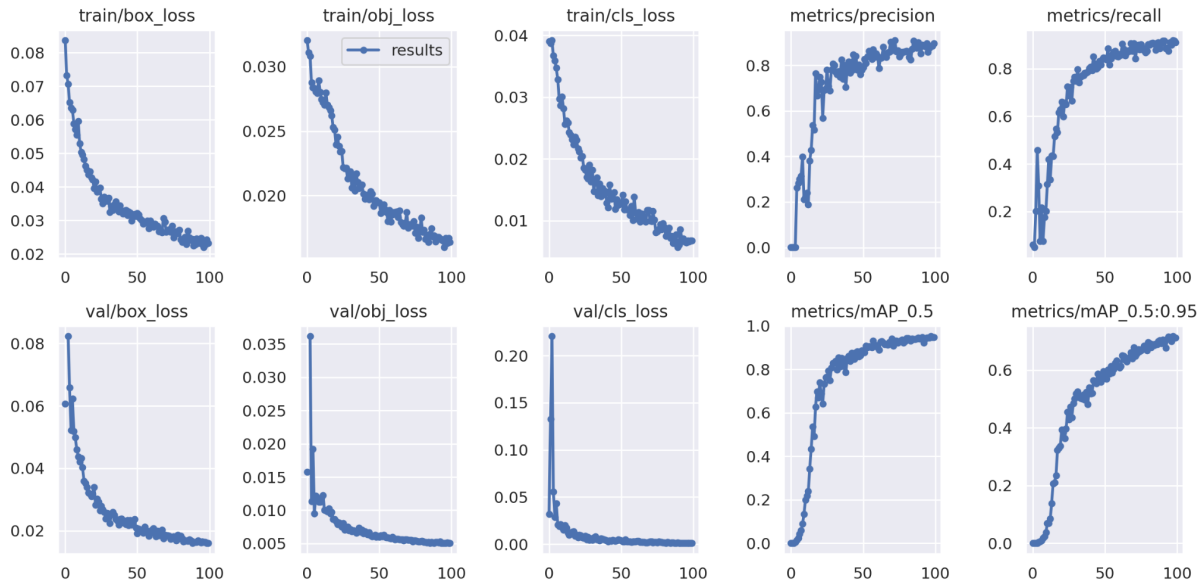 train/box_loss
0.08
0.07
0.06
0.05
0.04
0.03
0.02
0 50 100
train/obj_loss
results
0.030
0.025
0.020
0 50 100
train/cls_loss
0.04
0.03
0.02
0.01
0 50 100
metrics/precision
0.8
0.6
0.4
0.2
0.0
0 50 100
metrics/recall
0.8
0.6
0.4
0.2
0 50 100
val/box_loss
0.08
0.06
0.04
0.02
0 50 100
val/obj_loss
0.035
0.030
0.025
0.020
0.015
0.010
0.005
0 50 100
val/cls_loss
0.20
0.15
0.10
0.05
0.00
0 50 100
metrics/mAP_0.5
1.0
0.8
0.6
0.4
0.2
0.0
0 50 100
metrics/mAP_0.5:0.95
0.6
0.4
0.2
0.0
0 50 100